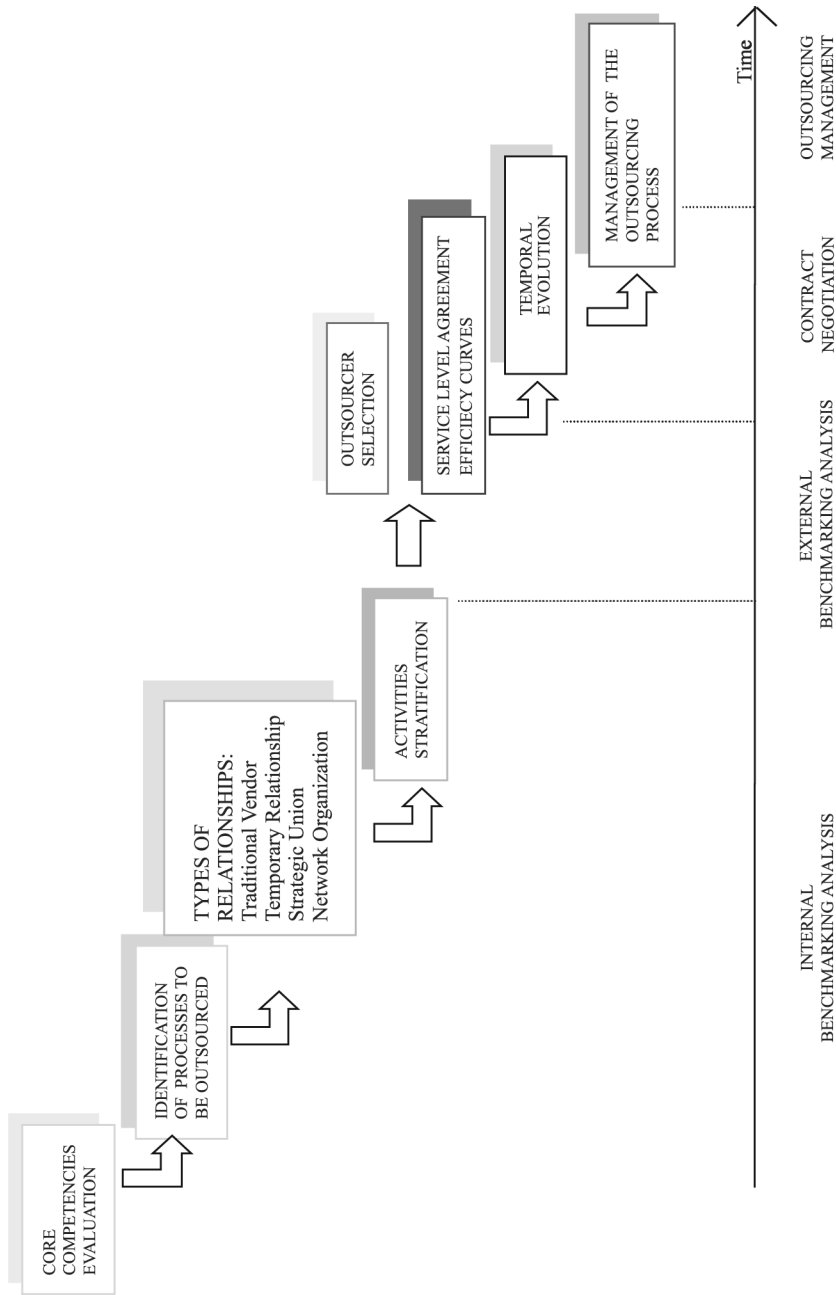 CORE
COMPETENCIES
EVALUATION
IDENTIFICATION
OF PROCESSES TO
BE OUTSOURCED
TYPES OF
RELATIONSHIPS:
Traditional Vendor
Temporary Relationship
Strategic Union
Network Organization
ACTIVITIES
STRATIFICATION
OUTSOURCER
SELECTION
SERVICE LEVEL AGREEMENT
EFFICIECY CURVES
TEMPORAL
EVOLUTION
MANAGEMENT OF THE
OUTSOURCING
PROCESS
Time
INTERNAL
BENCHMARKING ANALYSIS
EXTERNAL
BENCHMARKING ANALYSIS
CONTRACT
NEGOTIATION
OUTSOURCING
MANAGEMENT